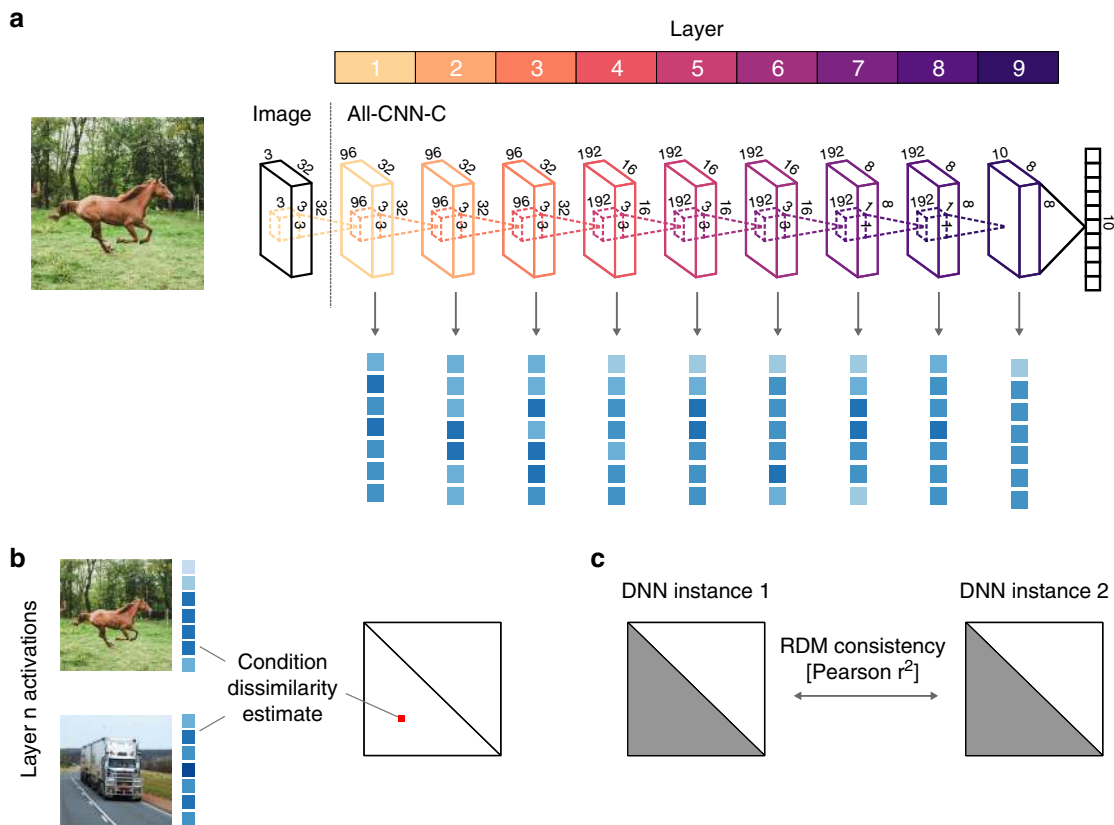 a
Layer
1 2 3 4 5 6 7 8 9
Image
All-CNN-C
3 32 96 32 96 32 96 32 192 16 192 16 192 16 192 8 192 8 10 8
3 3 32 96 3 32 96 3 32 96 3 32 192 3 16 192 3 16 192 3 16 192 1 8 192 1 8 8
3 3 3 3 3 3 3 1 1
10
b
Layer n activations
Condition
dissimilarity
estimate
c
DNN instance 1
DNN instance 2
RDM consistency
[Pearson r²]